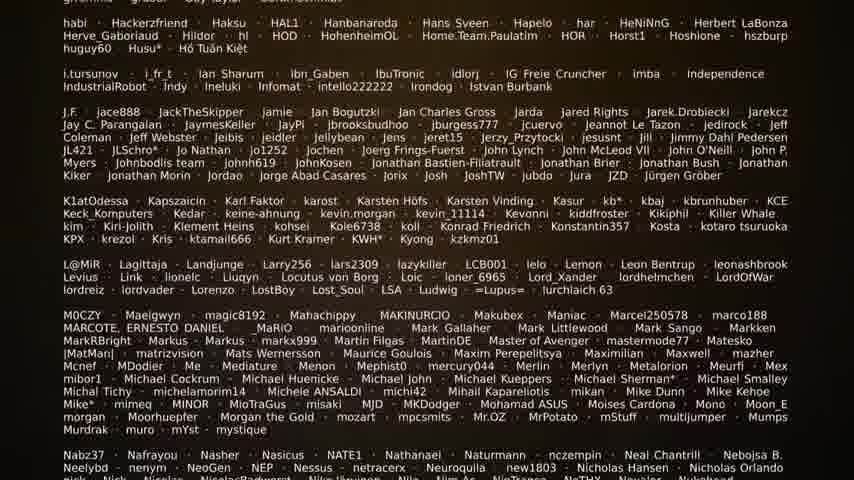 habi · Hackerzfriend · Haksu · HAL1 · Hanbanaroda · Hans Sveen · Hapelo · har · HeNiNnG · Herbert LaBonza
Herve_Gaboriaud · Hildor · hl · HOD · HohenheimOL · Home.Team.Paulatim · HOR · Horst1 · Hoshione · hszburp
huguy60 · Husu* · Hồ Tuấn Kiệt
i.tursunov · i_fr_t · Ian Sharum · ibn_Gaben · IbuTronic · idlorj · IG Freie Cruncher · imba · Independence
IndustrialRobot · Indy · Ineluki · Infomat · intello222222 · Irondog · Istvan Burbank
J.F. · jace888 · JackTheSkipper · Jamie · Jan Bogutzki · Jan Charles Gross · Jarda · Jared Rights · Jarek.Drobiecki · Jarekcz
Jay C. Parangalan · JaymesKeller · JayPi · jbrooksbudhoo · jburgess777 · jcuervo · Jeannot Le Tazon · jedirock · Jeff
Coleman · Jeff Webster · Jeibis · jeidler · Jellybean · Jens · jeret15 · Jerzy_Przytocki · jesusnt · jill · Jimmy Dahl Pedersen
JL421 · JLSchro* · Jo Nathan · Jo1252 · Jochen · Joerg Frings-Fuerst · John Lynch · John McLeod VII · John O'Neill · John P.
Myers · Johnbodlis team · Johnh619 · JohnKosen · Jonathan Bastien-Filiatrault · Jonathan Brier · Jonathan Bush · Jonathan
Kiker · jonathan Morin · Jordao · Jorge Abad Casares · Jorix · Josh · JoshTW · jubdo · Jura · JZD · Jürgen Gröber
K1atOdessa · Kapszaicin · Karl Faktor · karost · Karsten Höfs · Karsten Vinding · Kasur · kb* · kbaj · kbrunhuber · KCE
Keck_Komputers · Kedar · keine-ahnung · kevin.morgan · kevin_11114 · Kevonni · kiddfroster · Kikiphil · Killer Whale
kim · Kiri-Jolith · Klement Heins · kohsei · Koie6738 · koli · Konrad Friedrich · Konstantin357 · Kosta · kotaro tsuruoka
KPX · krezol · Kris · ktamail666 · Kurt Kramer · KWH* · Kyong · kzkmz01
L@MiR · Lagittaja · Landjunge · Larry256 · lars2309 · lazykiller · LCB001 · lelo · Lemon · Leon Bentrup · leonashbrook
Levius · Link · lionelc · Liuqyn · Locutus von Borg · Loic · loner_6965 · Lord_Xander · lordhelmchen · LordOfWar
lordreiz · lordvader · Lorenzo · LostBoy · Lost_Soul · LSA · Ludwig · =Lupus= · lurchlaich 63
M0CZY · Maeigwyn · magic8192 · Mahachippy · MAKINURCIO · Makubex · Maniac · Marcel250578 · marco188
MARCOTE, ERNESTO DANIEL · _MaRiO · marioonline · Mark Gallaher · Mark Littlewood · Mark Sango · Markken
MarkRBright · Markus · Markus · markx999 · Martin Filgas · MartinDE · Master of Avenger · mastermode77 · Matesko
|MatMan| · matrizvision · Mats Wernersson · Maurice Goulois · Maxim Perepelitsya · Maximilian · Maxwell · mazher
Mcnef · MDodier · Me · Mediature · Menon · Mephist0 · mercury044 · Merlin · Merlyn · Metalorion · Meurfi · Mex
mibor1 · Michael Cockrum · Michael Huenicke · Michael John · Michael Kueppers · Michael Sherman* · Michael Smalley
Michal Tichy · michelamorim14 · Michele ANSALDI · michi42 · Mihail Kapareliotis · mikan · Mike Dunn · Mike Kehoe
Mike* · mimeq · MINOR · MioTraGus · misaki · MJD · MKDodger · Mohamad ASUS · Moises Cardona · Mono · Moon_E
morgan · Moorhuepfer · Morgan the Gold · mozart · mpcsmits · Mr.OZ · MrPotato · mStuff · multijumper · Mumps
Murdrak · muro · mYst · mystique
Nabz37 · Nafrayou · Nasher · Nasicus · NATE1 · Nathanael · Naturmann · nczempin · Neal Chantrill · Nebojsa B.
Neelybd · nenym · NeoGen · NEP · Nessus · netracerx · Neuroquila · new1803 · Nicholas Hansen · Nicholas Orlando